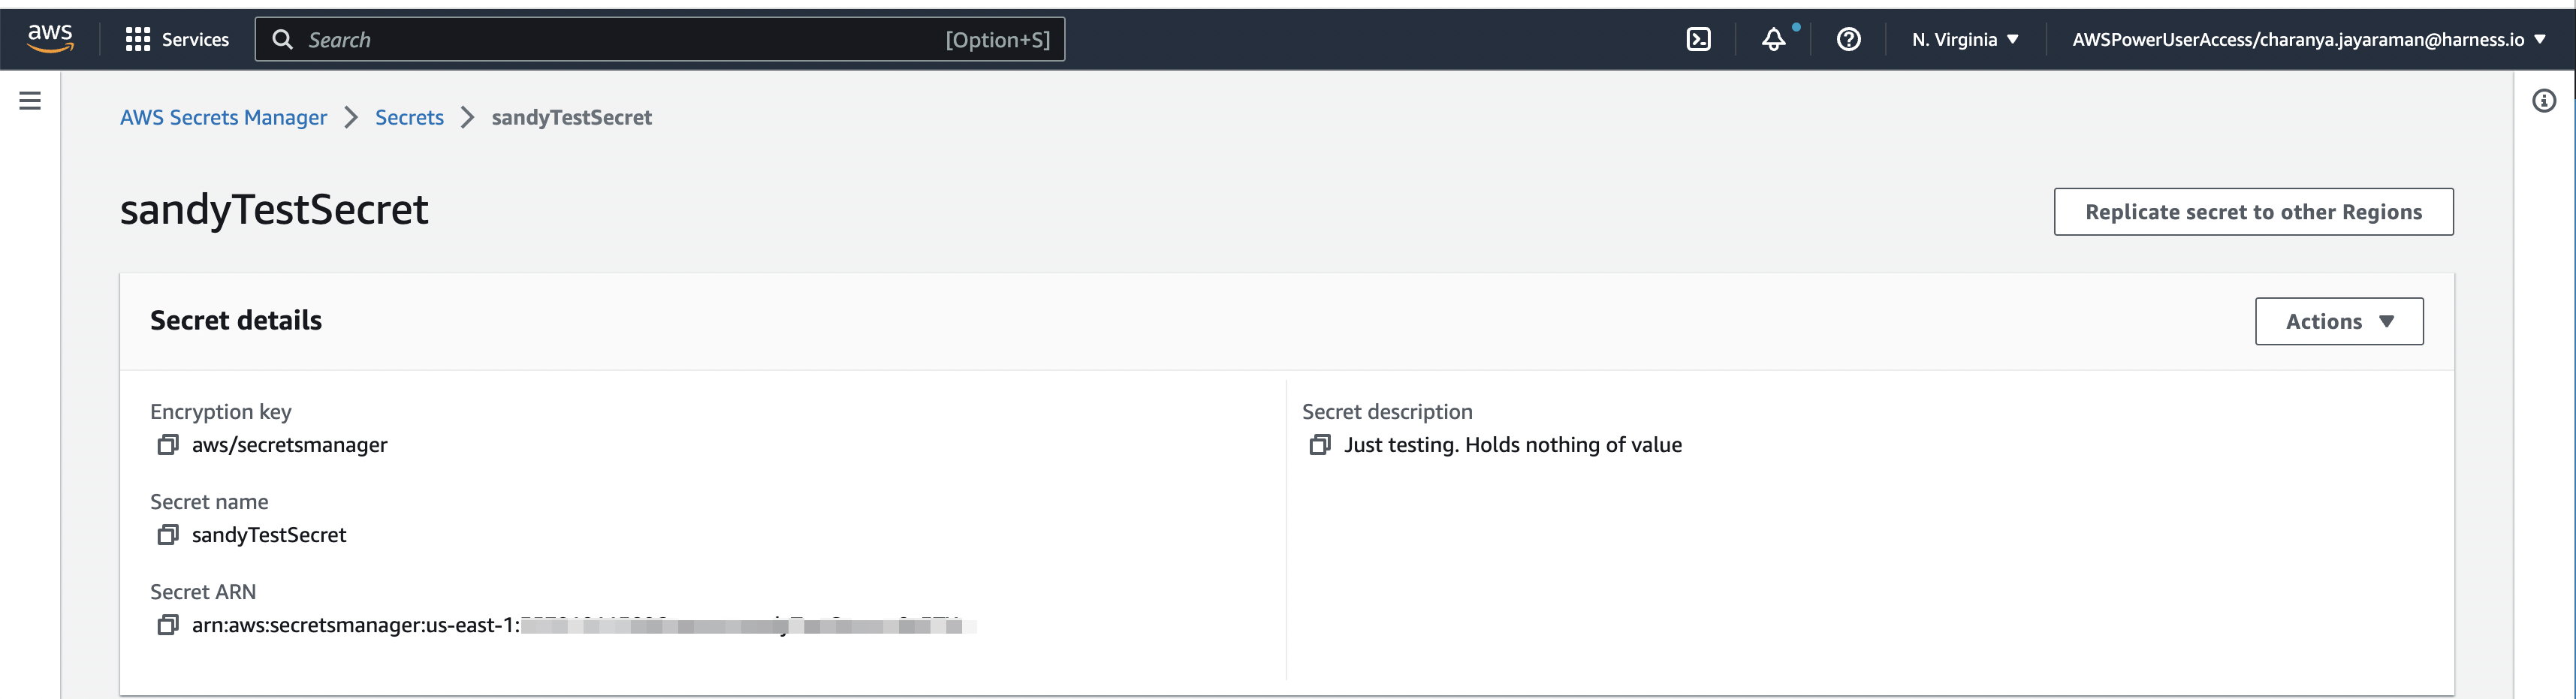 aws
Services
Search
[Option+S]
N. Virginia
AWSPowerUserAccess/charanya.jayaraman@harness.io
AWS Secrets Manager
Secrets
sandyTestSecret
sandyTestSecret
Replicate secret to other Regions
Secret details
Actions
Encryption key
aws/secretsmanager
Secret name
sandyTestSecret
Secret ARN
arn:aws:secretsmanager:us-east-1:
Secret description
Just testing. Holds nothing of value